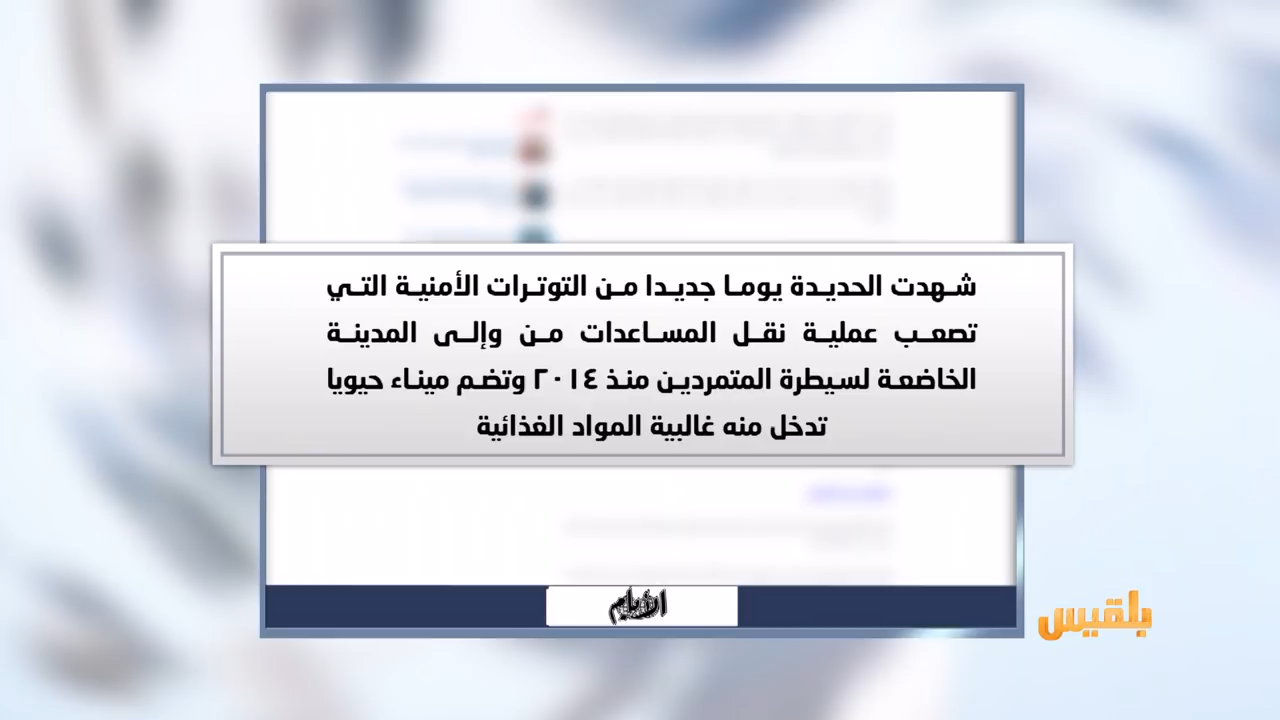 شهدت الحديدة يوما جديدا من التوترات الأمنية التي
تصعب عملية نقل المساعدات من وإلى المدينة
الخاضعة لسيطرة المتمردين منذ ٢٠١٤ وتضم ميناء حيويا
تدخل منه غالبية المواد الغذائية
الأيام
بلقيس